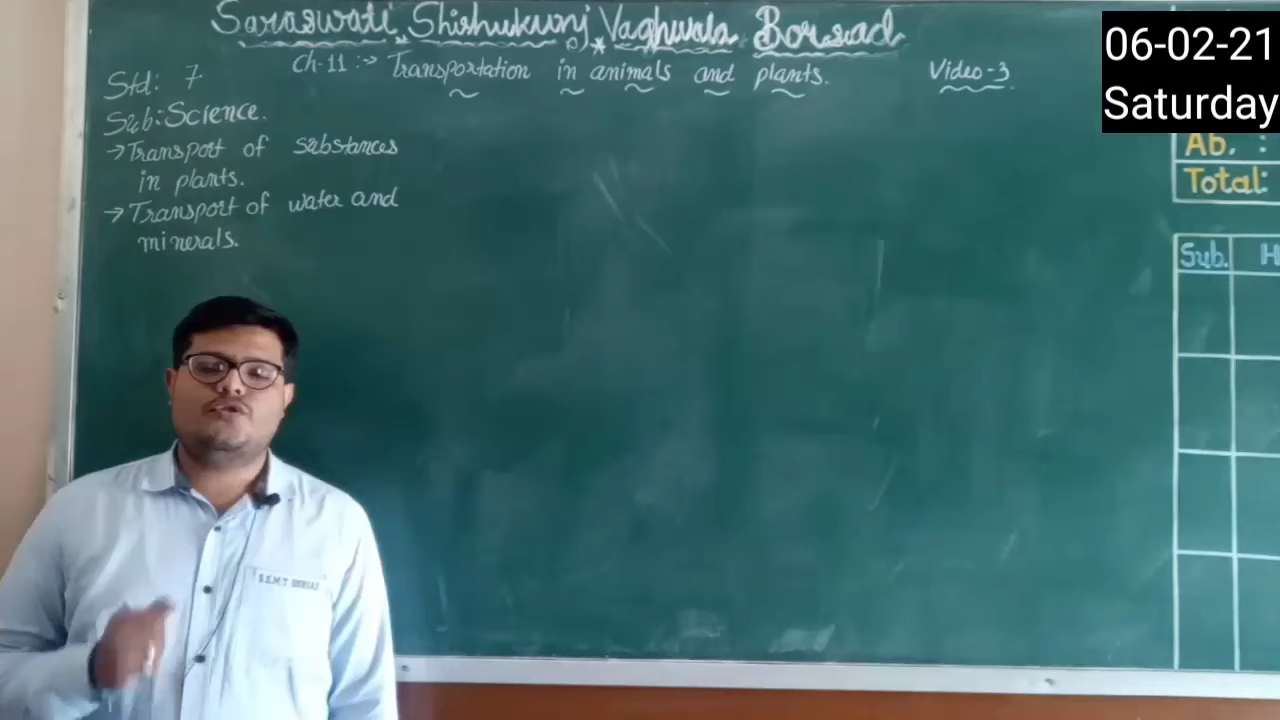 Saraswati Shishukunj Vaghwala Borsad
Ch-11 :-> Transportation in animals and plants.
Video-3
Std: 7
Sub: Science.
→ Transport of substances
in plants.
→ Transport of water and
minerals.
06-02-21
Saturday
Ab. :
Total:
Sub. H